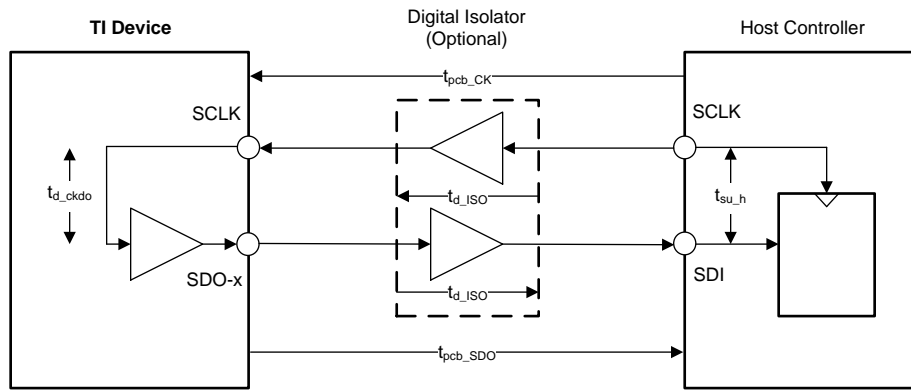 TI Device
Digital Isolator
(Optional)
Host Controller
t_pcb_CK
SCLK
SCLK
t_d_ckdo
t_d_ISO
t_su_h
SDO-x
SDI
t_d_ISO
t_pcb_SDO